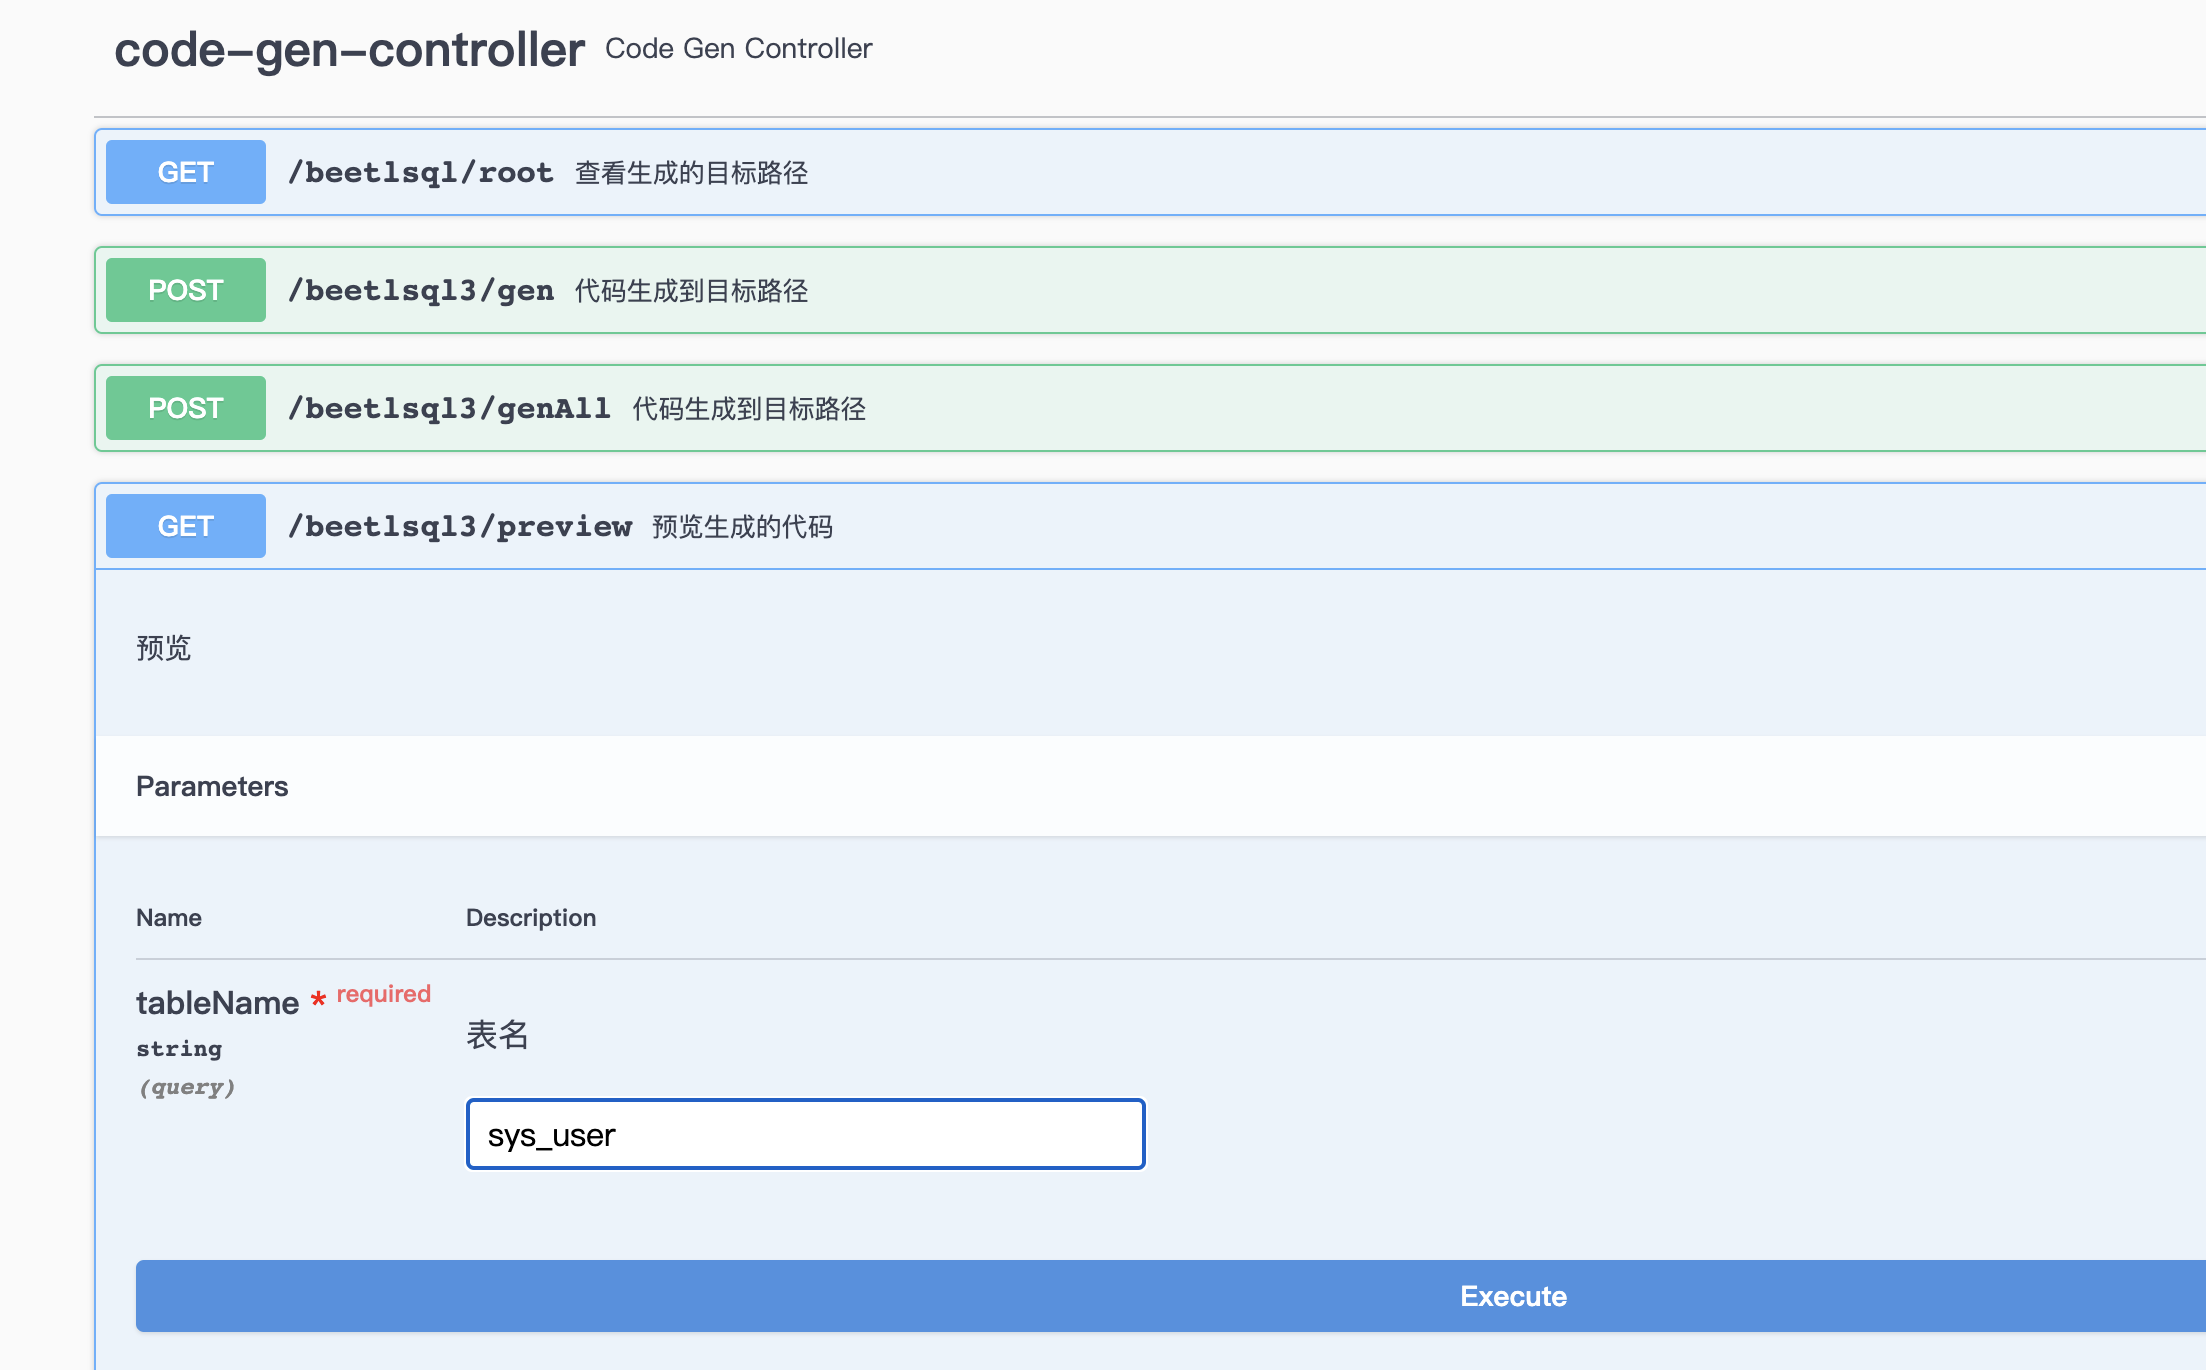 code-gen-controller Code Gen Controller
GET /beetlsql/root 查看生成的目标路径
POST /beetlsql3/gen 代码生成到目标路径
POST /beetlsql3/genAll 代码生成到目标路径
GET /beetlsql3/preview 预览生成的代码
预览
Parameters
Name Description
tableName * required
string
(query)
表名
sys_user
Execute